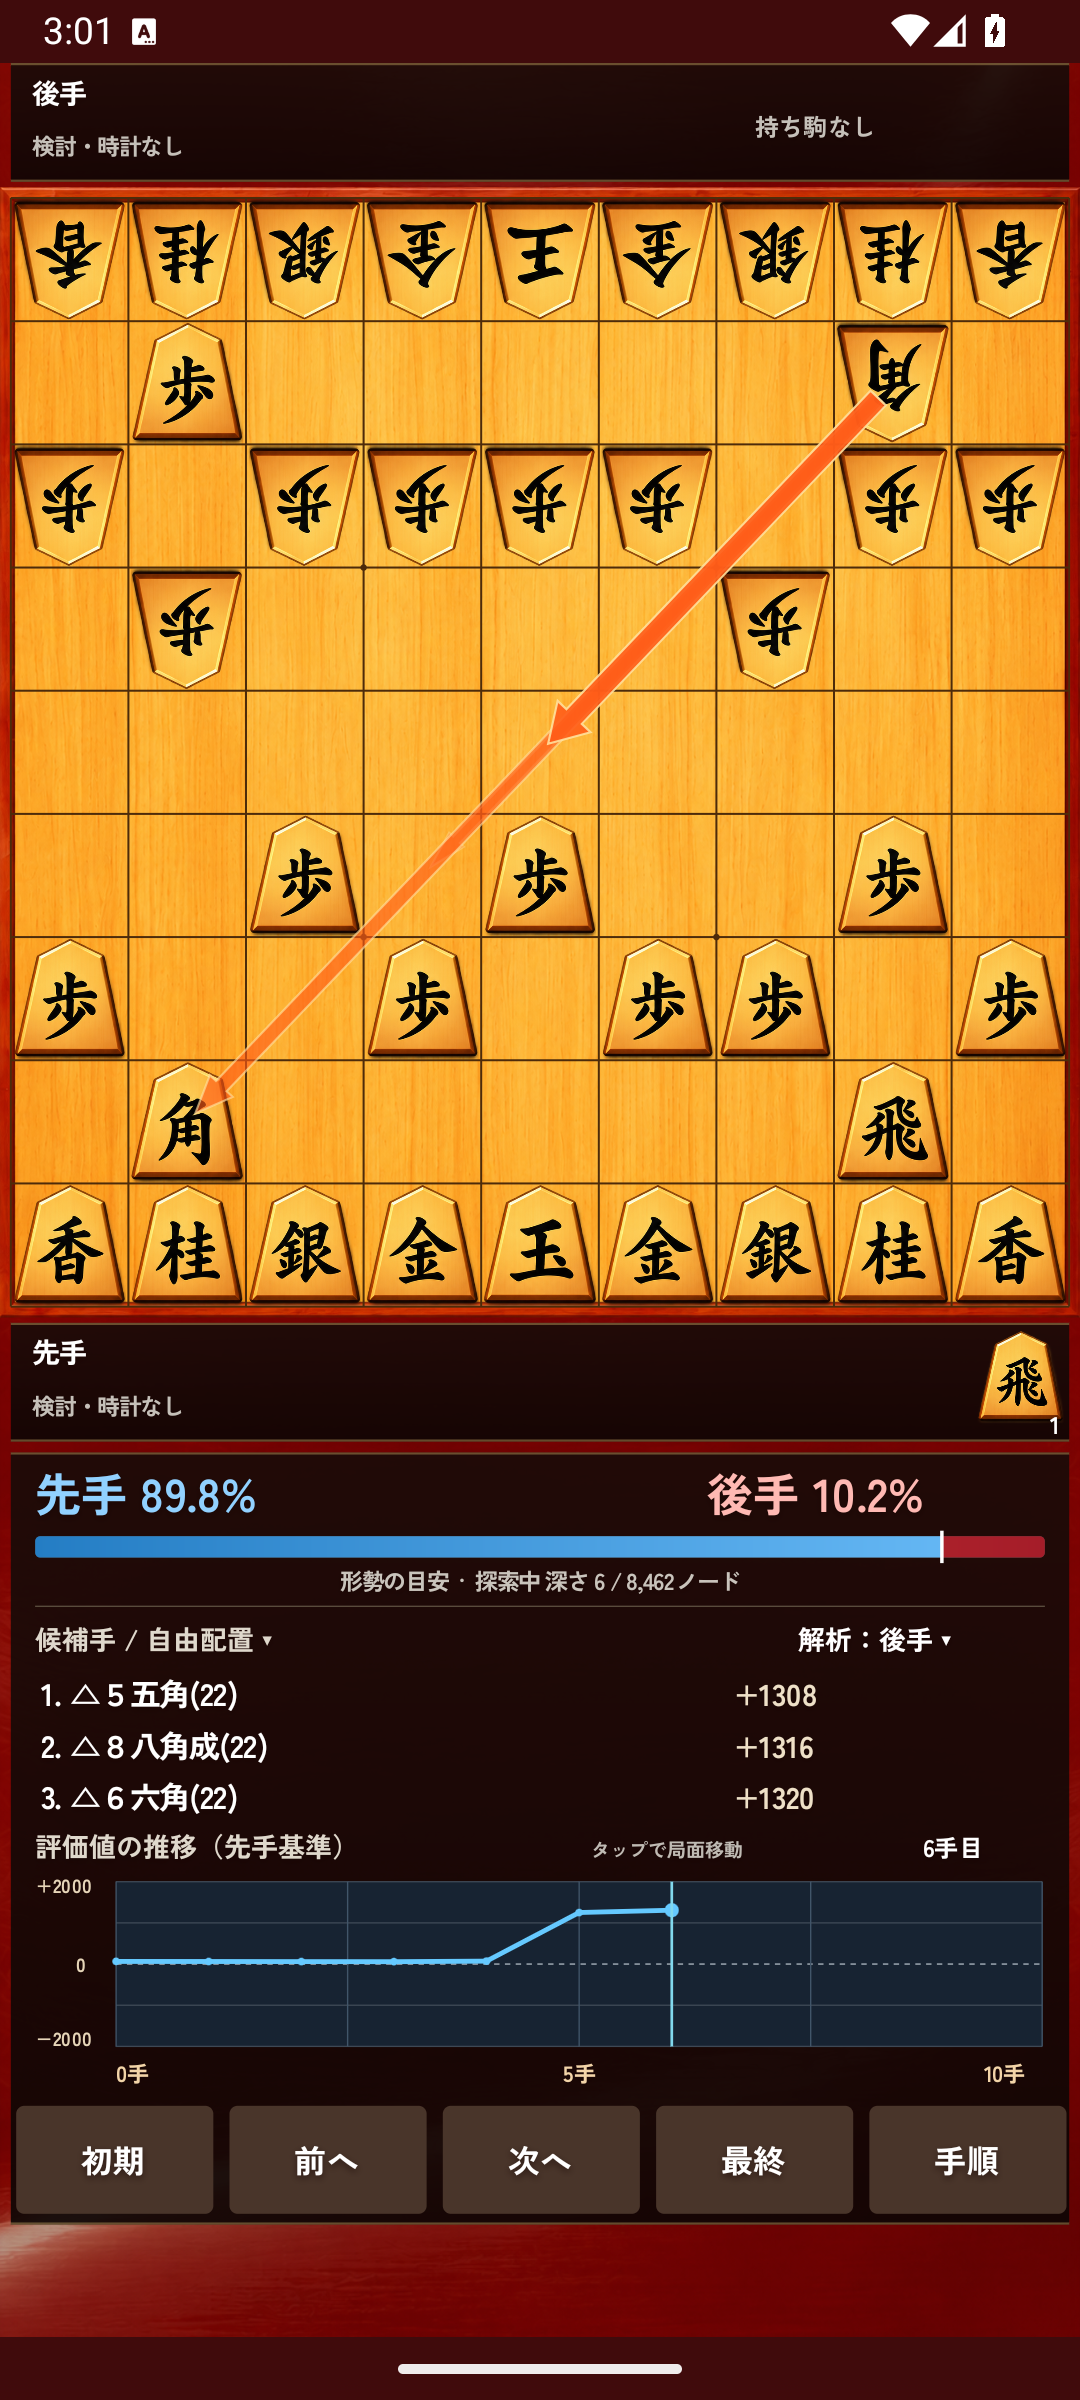 3:01 A
後手
検討・時計なし
持ち駒なし
香 桂 銀 金 王 金 銀 桂 香
歩 角
歩 歩 歩 歩 歩 歩 歩
歩 歩
歩 歩 歩
歩 歩 歩 歩 歩
角 飛
香 桂 銀 金 玉 金 銀 桂 香
先手
検討・時計なし
飛 1
先手 89.8% 後手 10.2%
形勢の目安 · 探索中 深さ 6 / 8,462ノード
候補手 / 自由配置 ▾ 解析：後手 ▾
1. △５五角(22) +1308
2. △８八角成(22) +1316
3. △６六角(22) +1320
評価値の推移（先手基準） タップで局面移動 6手目
+2000
0
−2000
0手 5手 10手
初期 前へ 次へ 最終 手順